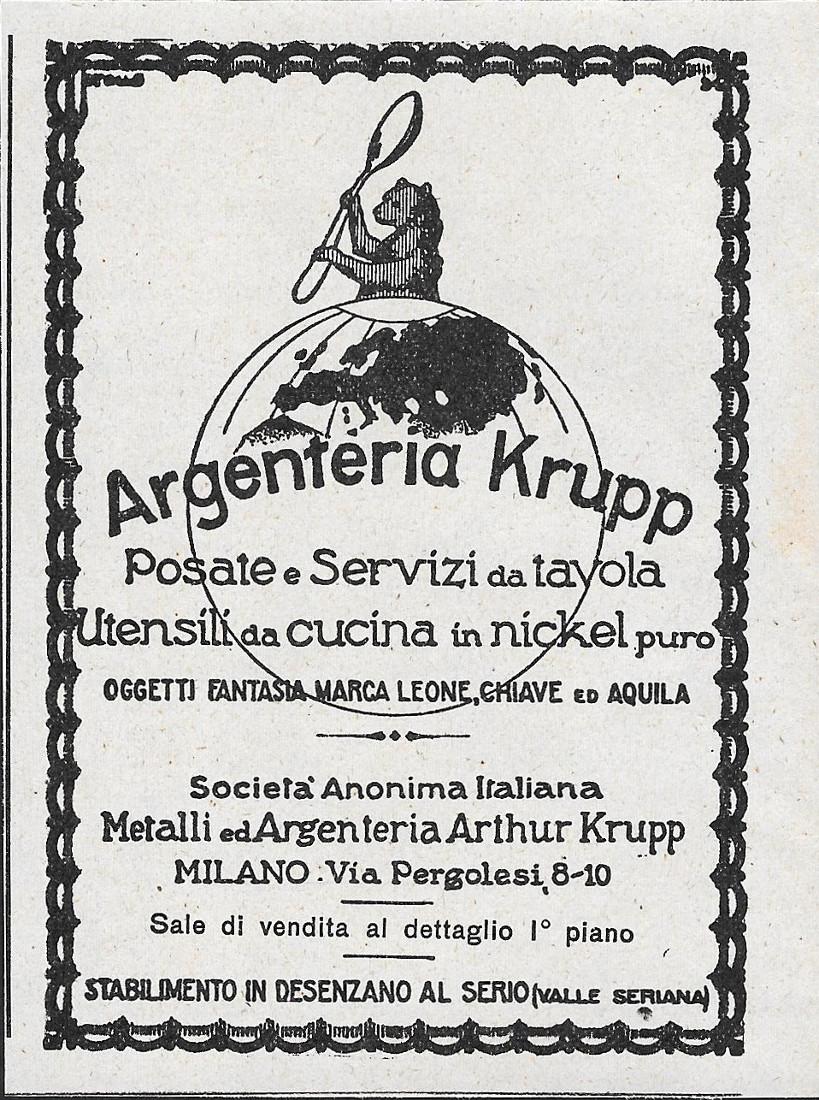 Argenteria Krupp
Posate e Servizi da tavola
Utensili da cucina in nickel puro
OGGETTI FANTASIA MARCA LEONE, CHIAVE ED AQUILA
Società Anonima Italiana
Metalli ed Argenteria Arthur Krupp
MILANO . Via Pergolesi, 8-10
Sale di vendita al dettaglio I° piano
STABILIMENTO IN DESENZANO AL SERIO (VALLE SERIANA)